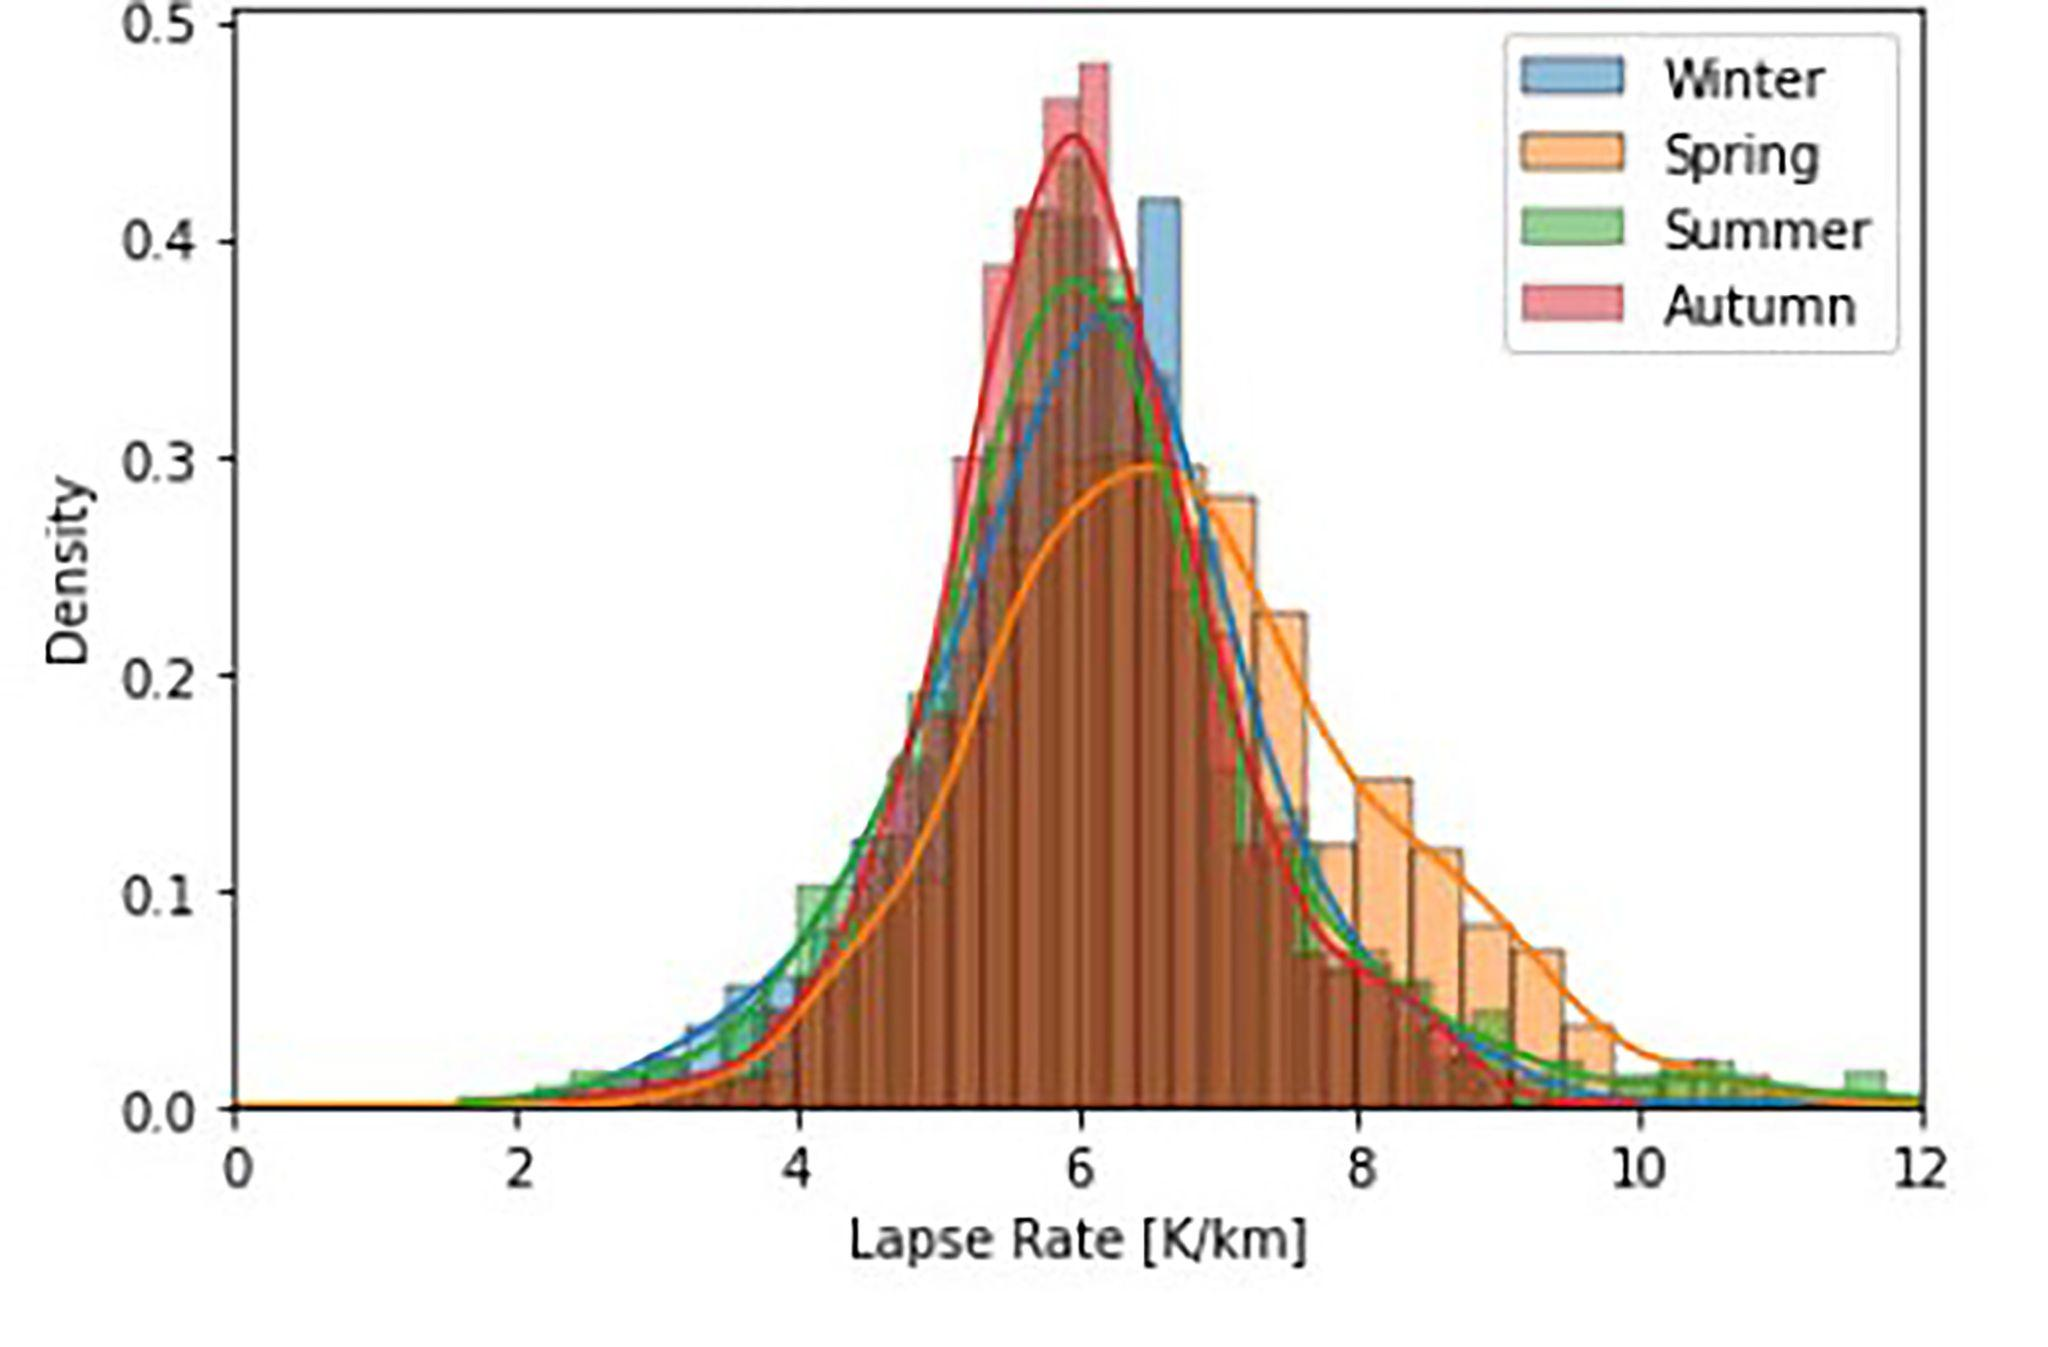 0.5
0.4
0.3
0.2
0.1
0.0
Density
0 2 4 6 8 10 12
Lapse Rate [K/km]
Winter
Spring
Summer
Autumn